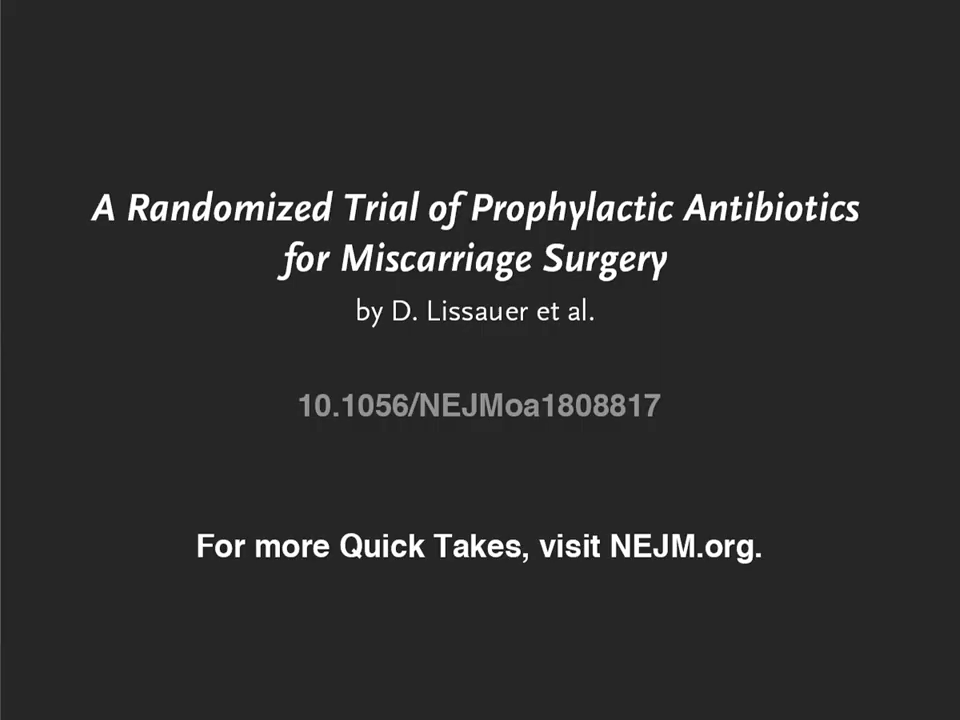 A Randomized Trial of Prophylactic Antibiotics
for Miscarriage Surgery
by D. Lissauer et al.
10.1056/NEJMoa1808817
For more Quick Takes, visit NEJM.org.